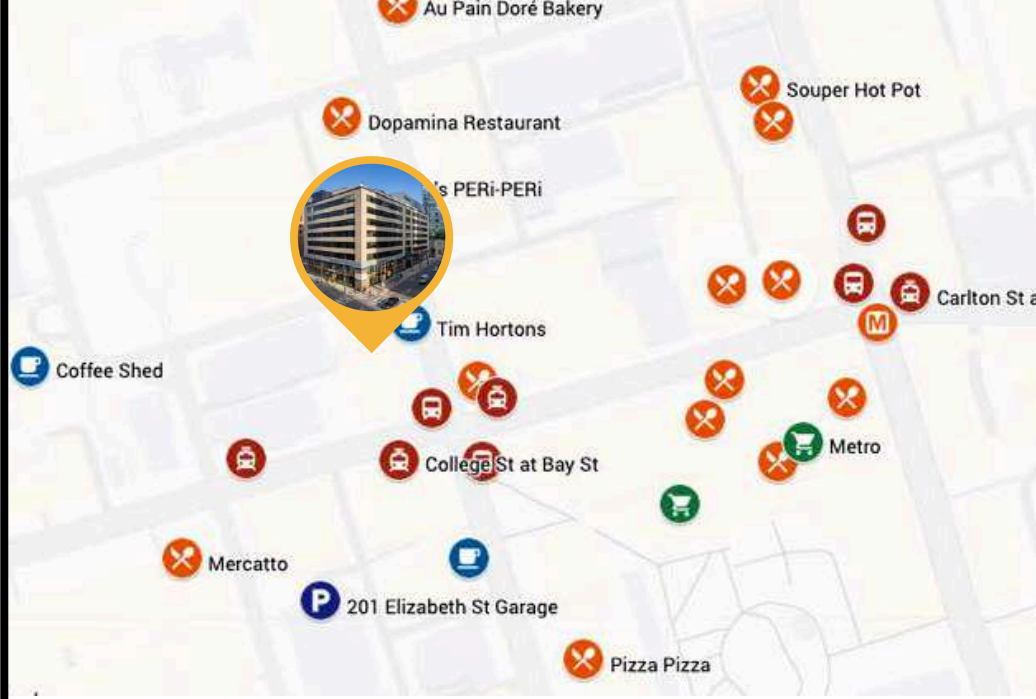 Au Pain Doré Bakery
Souper Hot Pot
Dopamina Restaurant
's PERi-PERi
Carlton St a
Tim Hortons
Coffee Shed
Metro
College St at Bay St
Mercatto
201 Elizabeth St Garage
Pizza Pizza
P
M